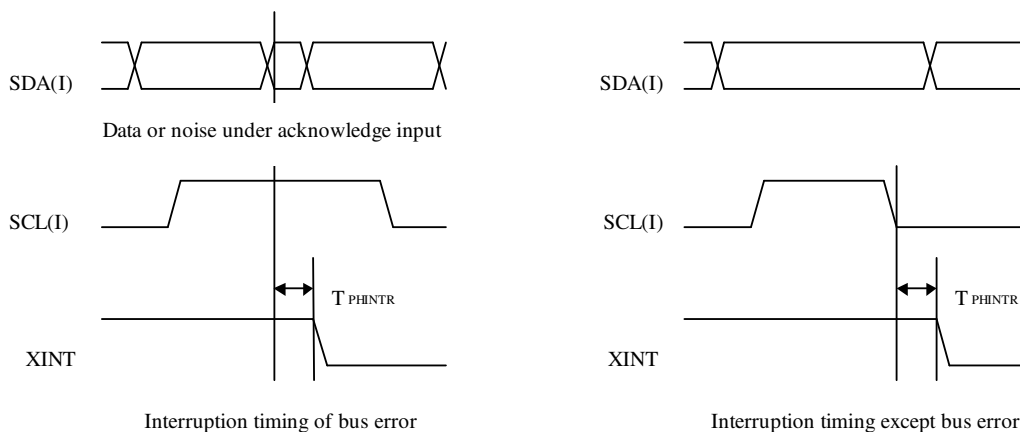 SDA(I)
Data or noise under acknowledge input
SCL(I)
T PHINTR
XINT
Interruption timing of bus error
SDA(I)
SCL(I)
T PHINTR
XINT
Interruption timing except bus error